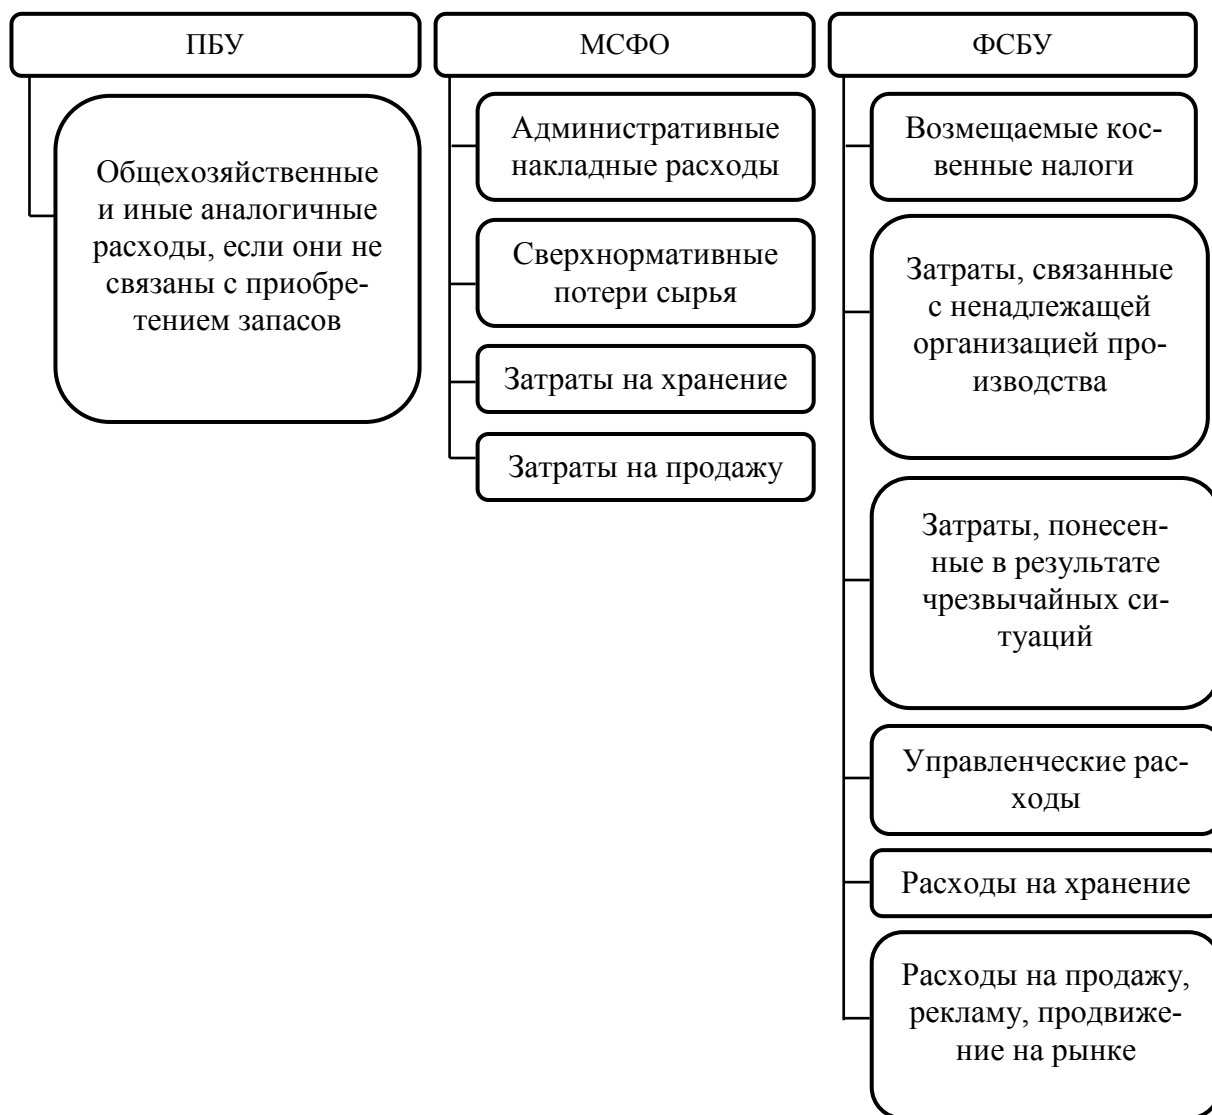 ПБУ
Общехозяйственные
и иные аналогичные
расходы, если они не
связаны с приобре-
тением запасов
МСФО
Административные
накладные расходы
Сверхнормативные
потери сырья
Затраты на хранение
Затраты на продажу
ФСБУ
Возмещаемые кос-
венные налоги
Затраты, связанные
с ненадлежащей
организацией про-
изводства
Затраты, понесен-
ные в результате
чрезвычайных си-
туаций
Управленческие рас-
ходы
Расходы на хранение
Расходы на продажу,
рекламу, продвиже-
ние на рынке